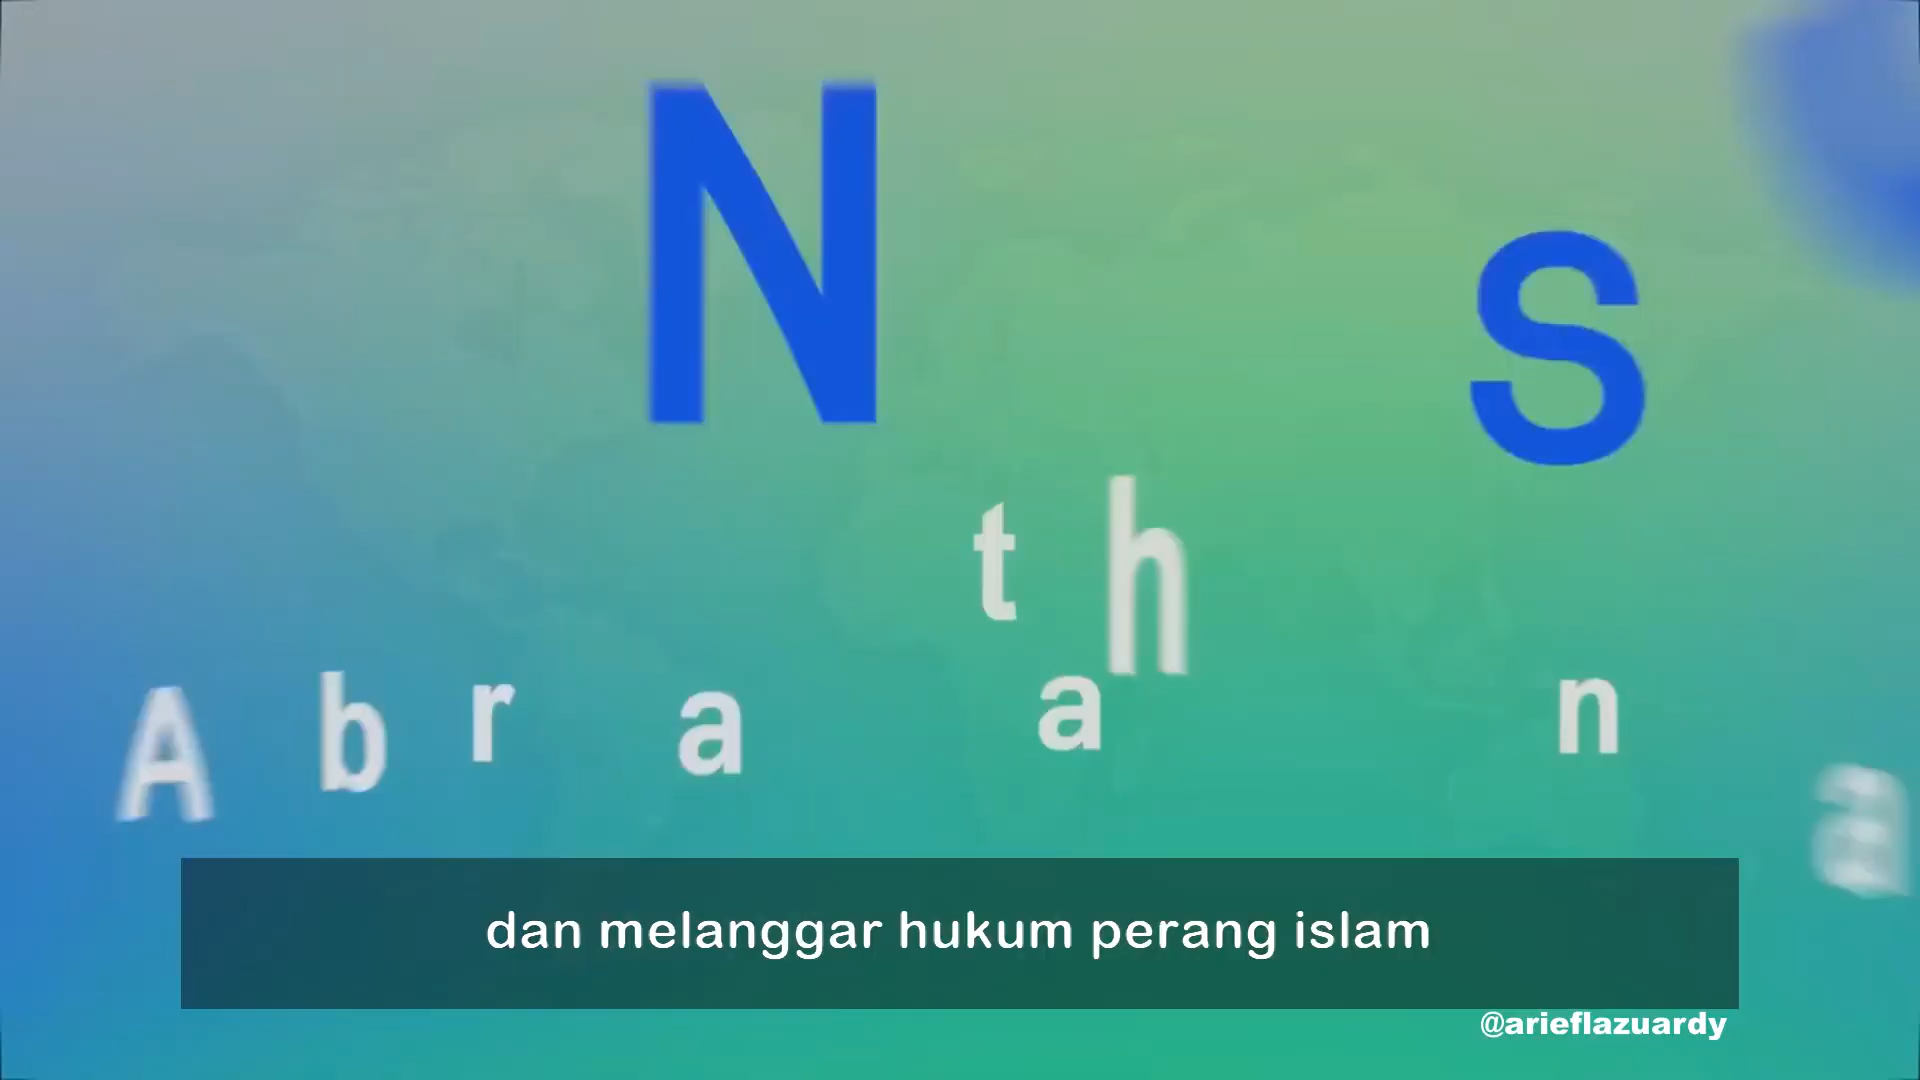 N S
t h
A b r a a n a
dan melanggar hukum perang islam
@arieflazuardy